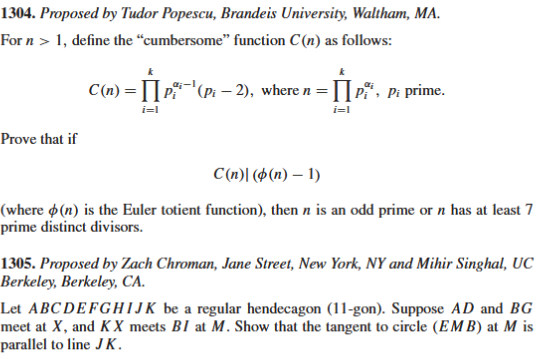 1304. Proposed by Tudor Popescu, Brandeis University, Waltham, MA.
For n > 1, define the “cumbersome” function C(n) as follows:
C(n) = ∏_{i=1}^{k} p_i^{α_i−1}(p_i − 2), where n = ∏_{i=1}^{k} p_i^{α_i}, p_i prime.
Prove that if
C(n)| (ϕ(n) − 1)
(where ϕ(n) is the Euler totient function), then n is an odd prime or n has at least 7
prime distinct divisors.
1305. Proposed by Zach Chroman, Jane Street, New York, NY and Mihir Singhal, UC
Berkeley, Berkeley, CA.
Let ABCDEFGHIJK be a regular hendecagon (11-gon). Suppose AD and BG
meet at X, and KX meets BI at M. Show that the tangent to circle (EMB) at M is
parallel to line JK.